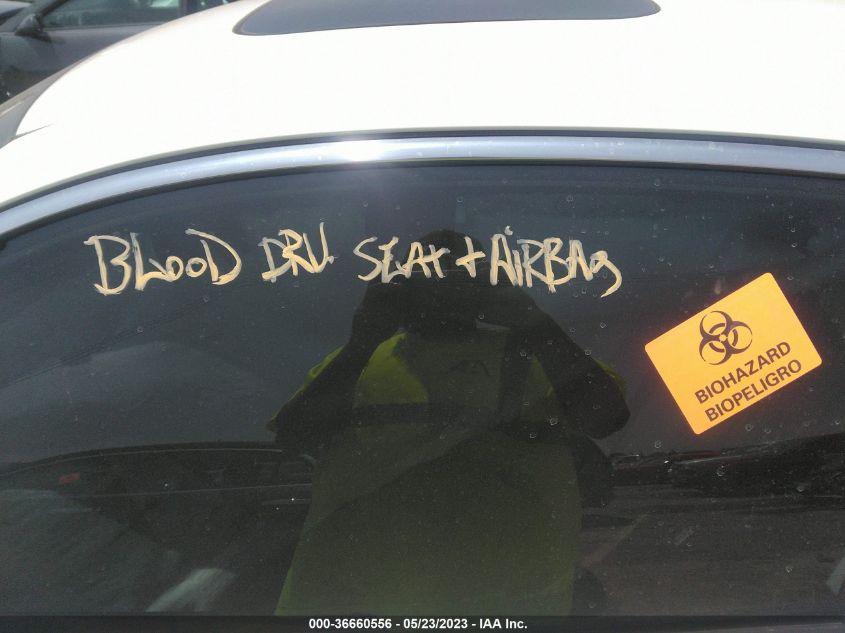 BLOOD DRV. SEAT + AIRBAg
BIOHAZARD
BIOPELIGRO
000-36660556 — 05/23/2023 — IAA Inc.